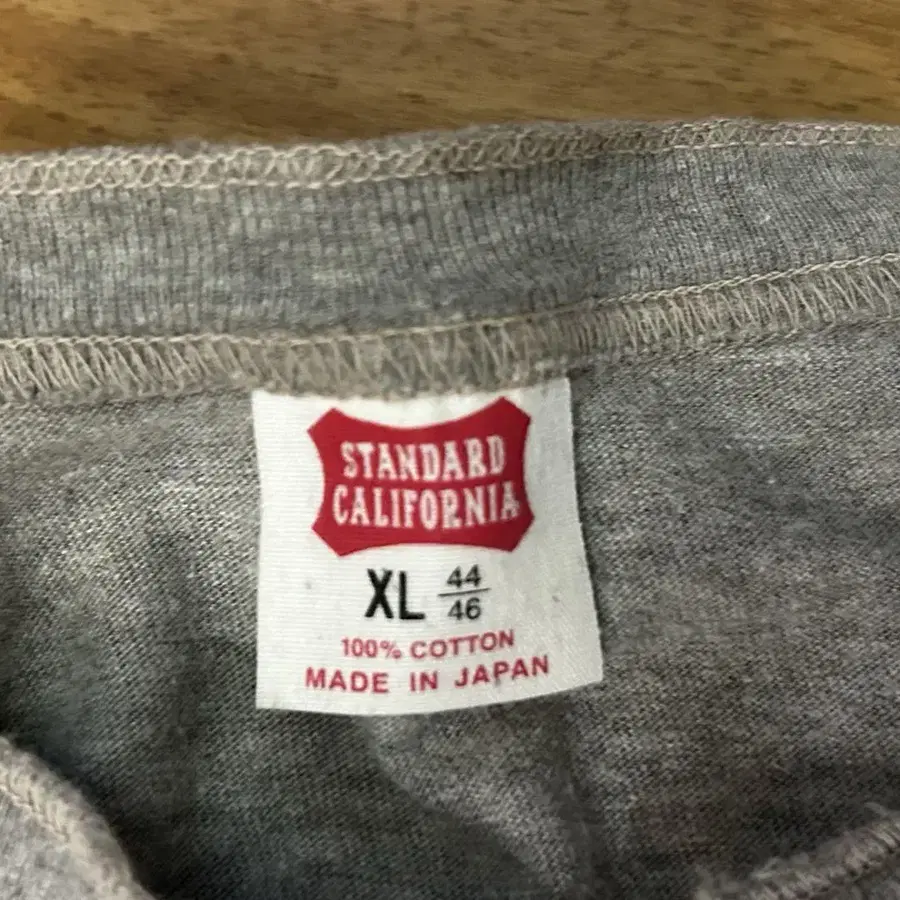 STANDARD
CALIFORNIA
XL 44/46
100% COTTON
MADE IN JAPAN